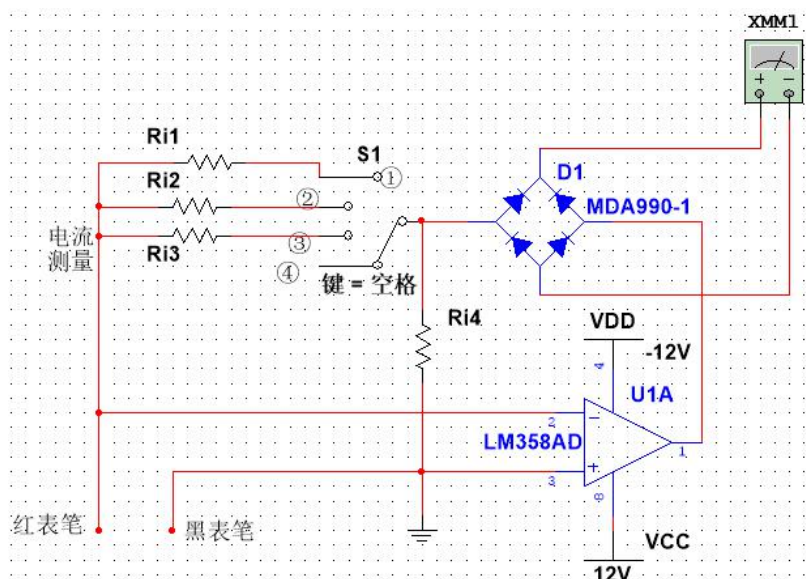 XMM1
+ −
Ri1
S1
①
D1
Ri2
②
MDA990-1
电流
测量
③
Ri3
④
键 = 空格
Ri4
VDD
-12V
4
U1A
2
−
LM358AD
1
+
3
8
红表笔
黑表笔
VCC
12V